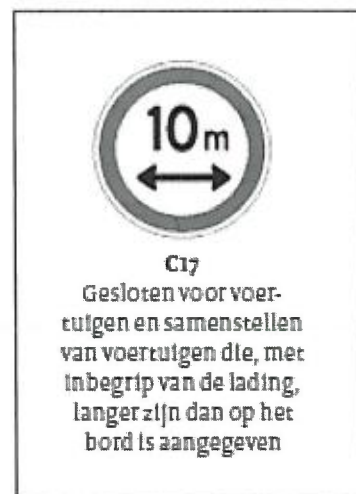 10 m
C17
Gesloten voor voer-
tuigen en samenstellen
van voertuigen die, met
inbegrip van de lading,
langer zijn dan op het
bord is aangegeven